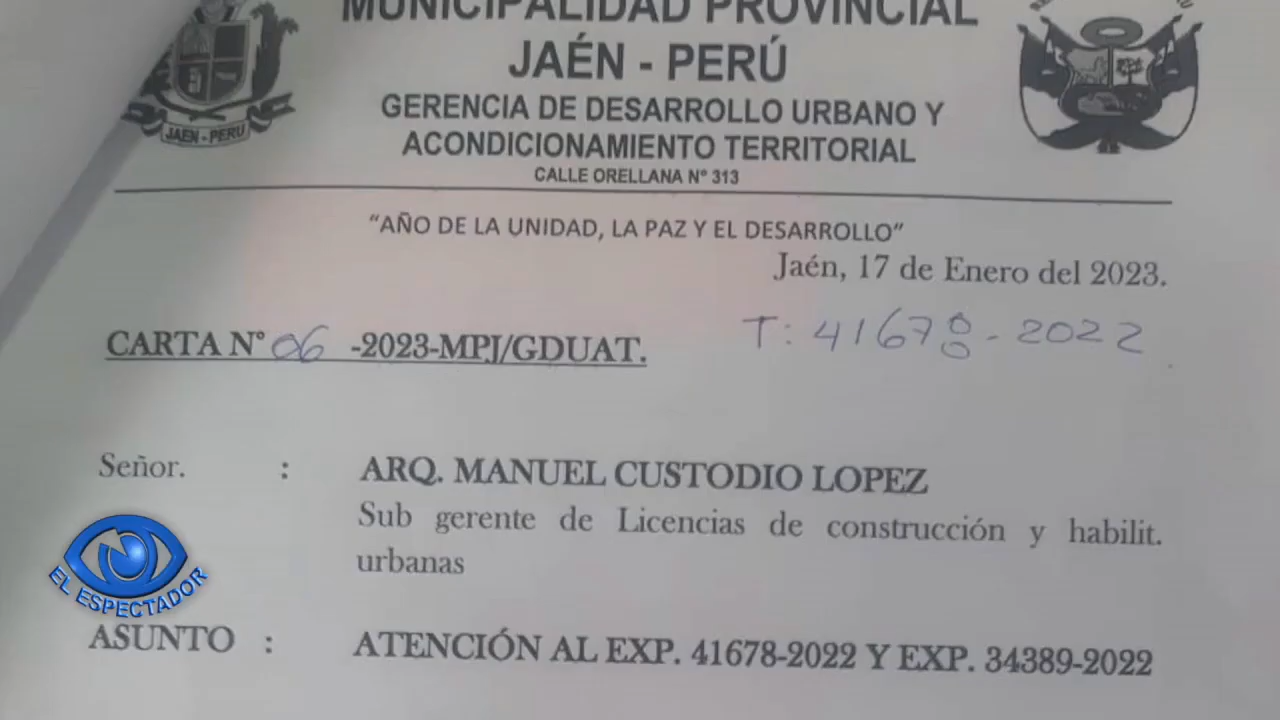 MUNICIPALIDAD PROVINCIAL
JAÉN - PERÚ
GERENCIA DE DESARROLLO URBANO Y
ACONDICIONAMIENTO TERRITORIAL
CALLE ORELLANA N° 313
JAEN - PERU
“AÑO DE LA UNIDAD, LA PAZ Y EL DESARROLLO”
Jaén, 17 de Enero del 2023.
CARTA N° 06 -2023-MPJ/GDUAT.
T: 41678-2022
Señor. : ARQ. MANUEL CUSTODIO LOPEZ
Sub gerente de Licencias de construcción y habilit.
urbanas
EL ESPECTADOR
ASUNTO : ATENCIÓN AL EXP. 41678-2022 Y EXP. 34389-2022